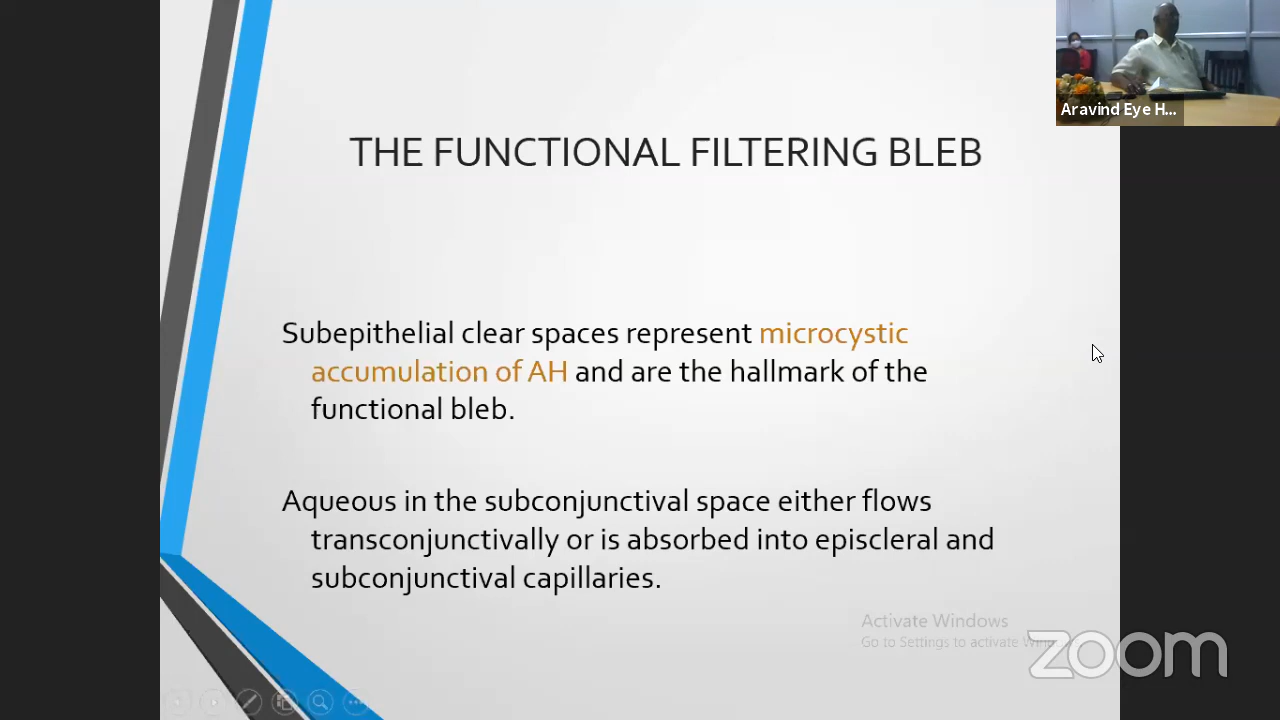 Aravind Eye H...
THE FUNCTIONAL FILTERING BLEB
Subepithelial clear spaces represent microcystic
accumulation of AH and are the hallmark of the
functional bleb.
Aqueous in the subconjunctival space either flows
transconjunctivally or is absorbed into episcleral and
subconjunctival capillaries.
Activate Windows
Go to Settings to activate
zoom